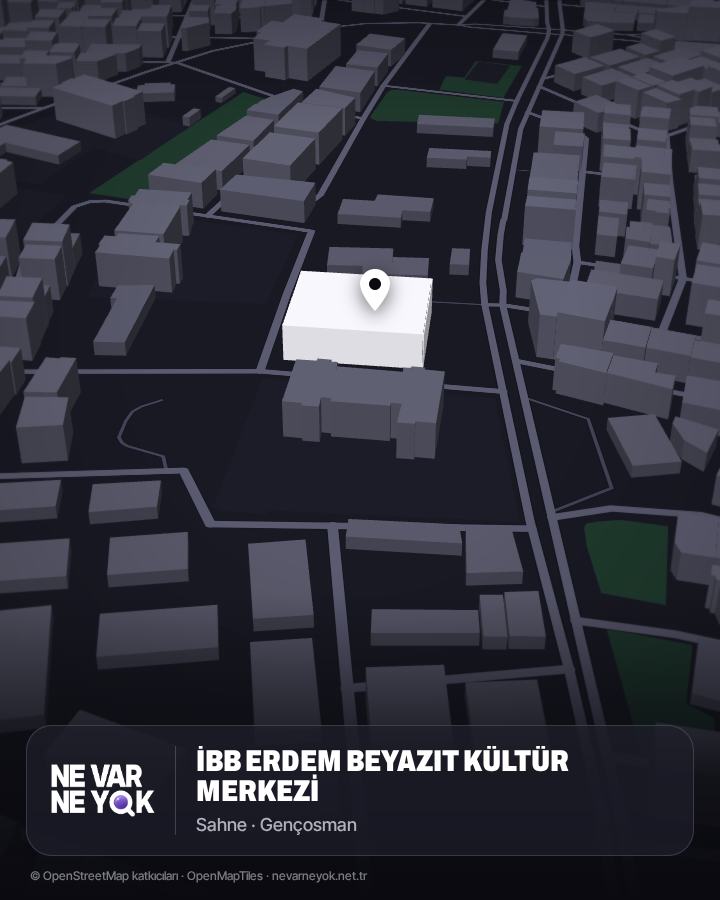 NE VAR
NE YOK
İBB ERDEM BEYAZIT KÜLTÜR
MERKEZİ
Sahne · Gençosman
© OpenStreetMap katkıcıları · OpenMapTiles · nevarneyok.net.tr